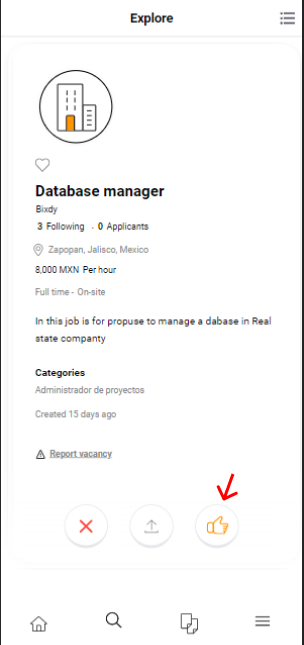 Explore
Database manager
Bixdy
3 Following . 0 Applicants
Zapopan, Jalisco, Mexico
8,000 MXN Per hour
Full time - On-site
In this job is for propuse to manage a dabase in Real
state companty
Categories
Administrador de proyectos
Created 15 days ago
Report vacancy